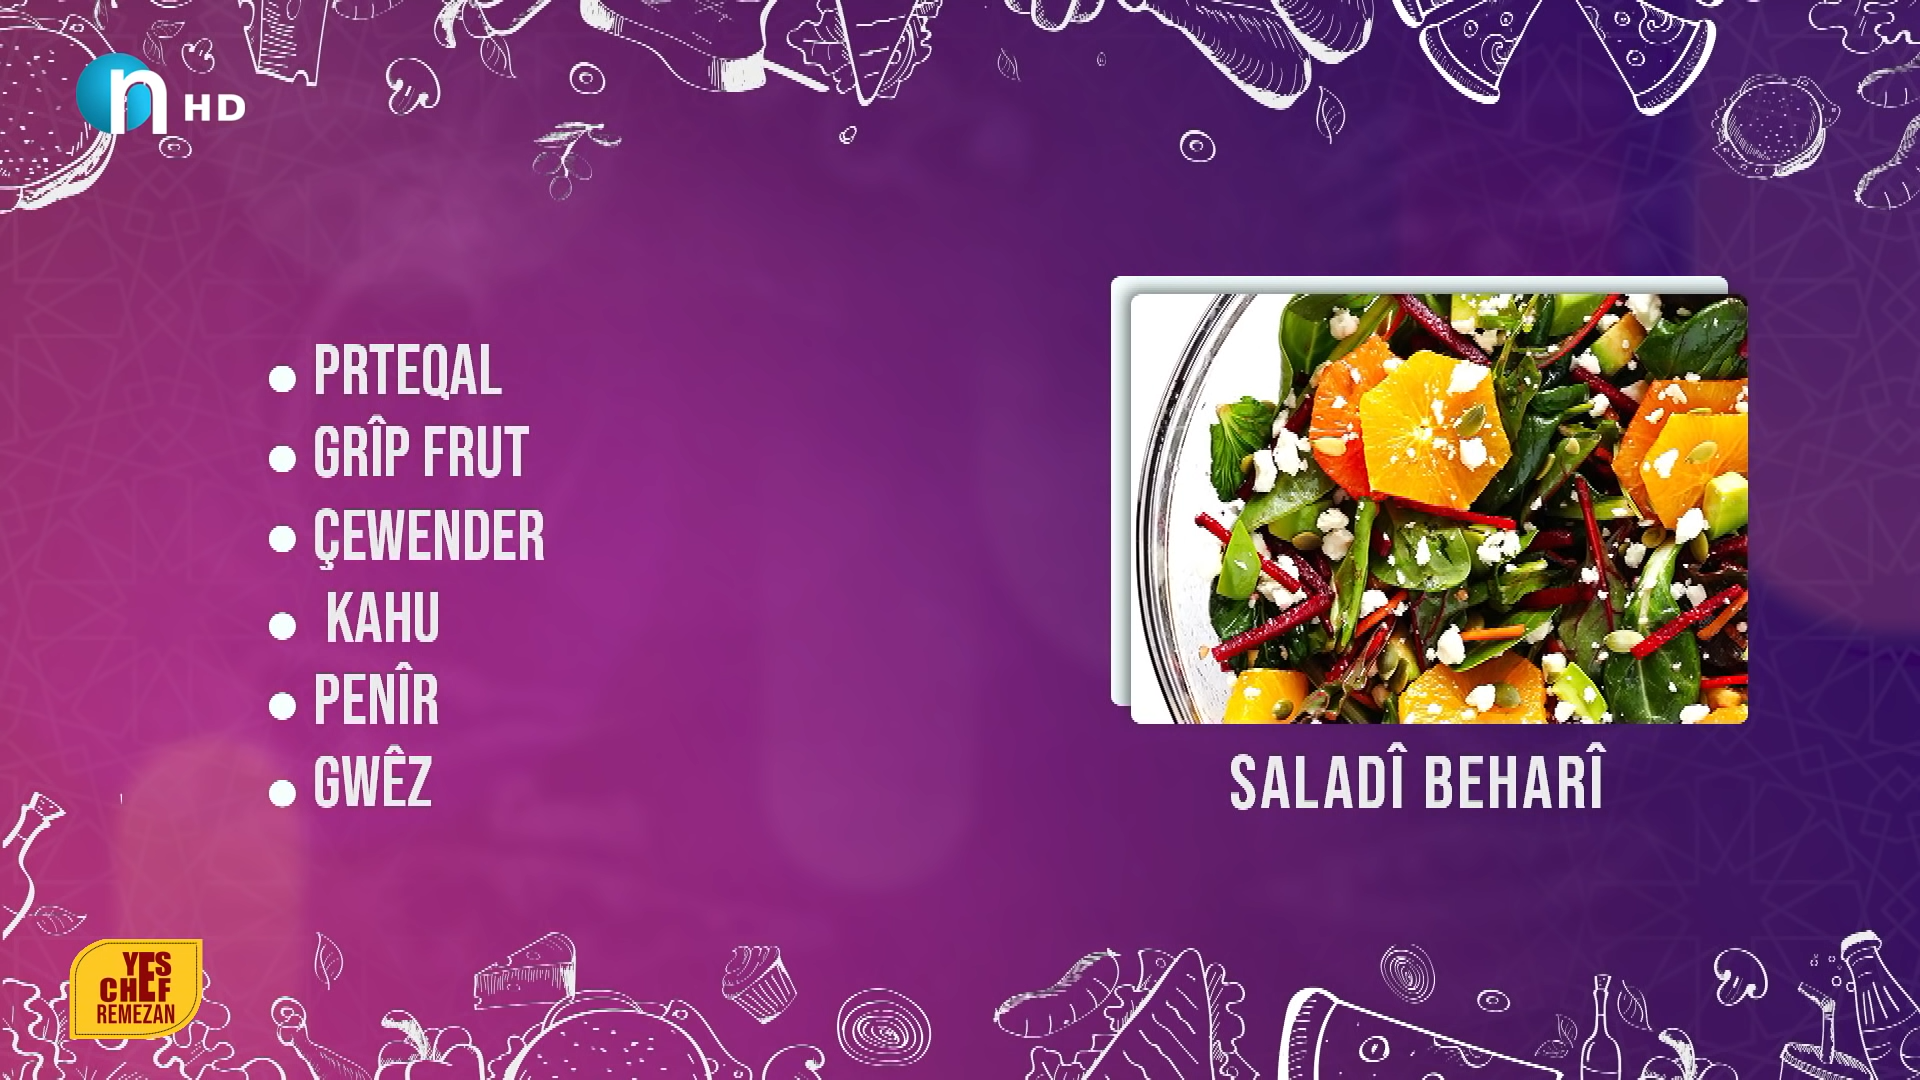 n HD
PRTEQAL
GRÎP FRUT
ÇEWENDER
KAHU
PENÎR
GWÊZ
SALADÎ BEHARÎ
YES
CHEF
REMEZAN